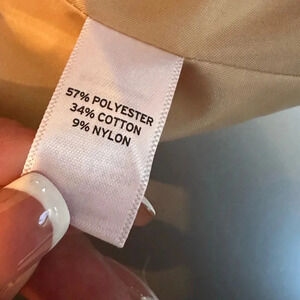 57% POLYESTER
34% COTTON
9% NYLON